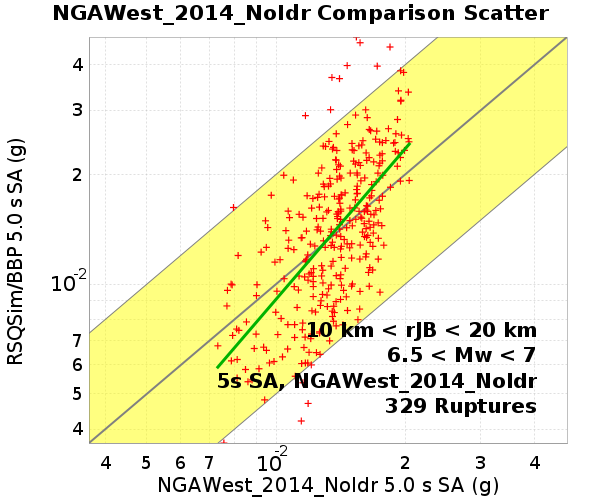 NGAWest_2014_NoIdr Comparison Scatter
RSQSim/BBP 5.0 s SA (g)
4
3
2
10-2
7
6
5
4
10 km < rJB < 20 km
6.5 < Mw < 7
5s SA, NGAWest_2014_NoIdr
329 Ruptures
4 5 6 7 10-2 2 3 4
NGAWest_2014_NoIdr 5.0 s SA (g)